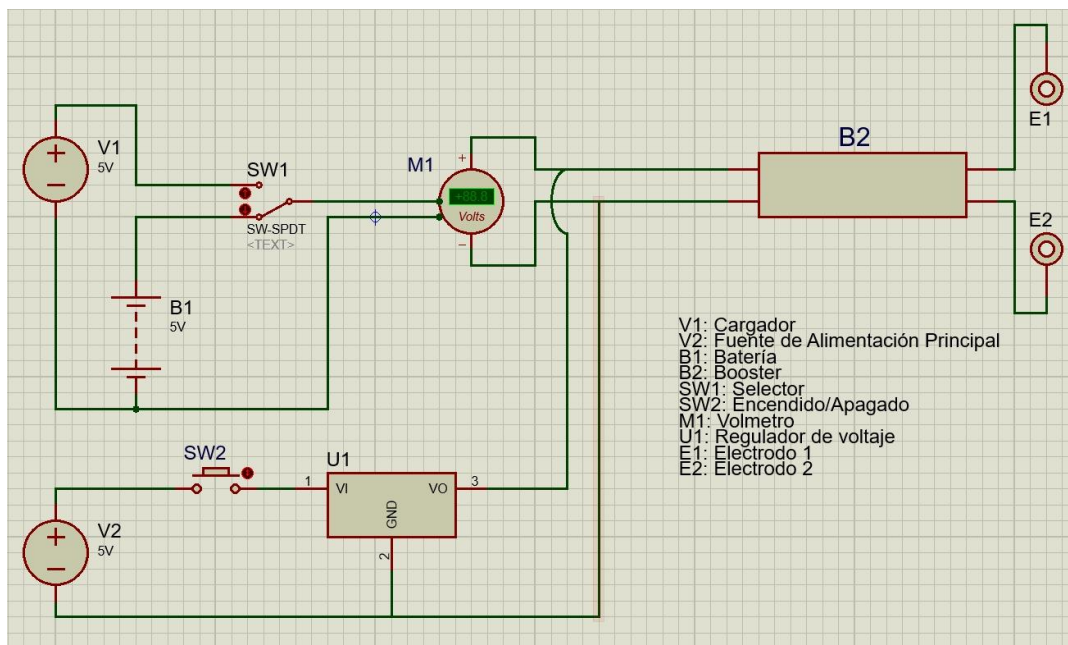 V1
5V
SW1
SW-SPDT
<TEXT>
M1
+
+88.8
Volts
−
B2
E1
E2
B1
5V
V1: Cargador
V2: Fuente de Alimentación Principal
B1: Batería
B2: Booster
SW1: Selector
SW2: Encendido/Apagado
M1: Volmetro
U1: Regulador de voltaje
E1: Electrodo 1
E2: Electrodo 2
SW2
U1
1
VI
VO
3
GND
2
V2
5V